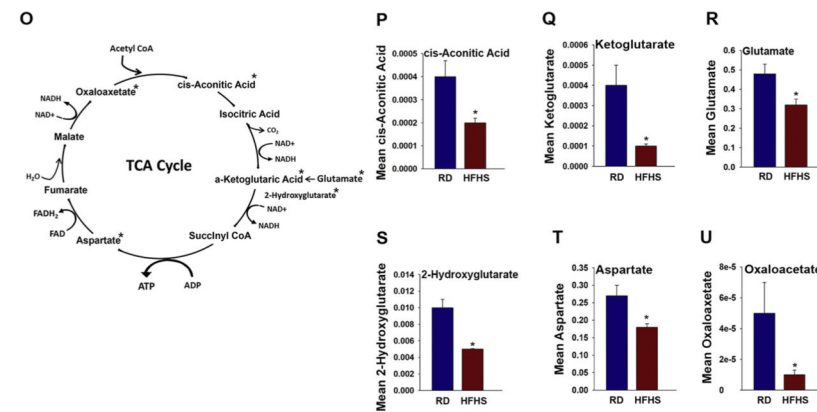 O
Acetyl CoA
Oxaloaxetate*
cis-Aconitic Acid*
Isocitric Acid
CO₂
NAD+
NADH
a-Ketoglutaric Acid*
Glutamate*
2-Hydroxyglutarate*
NAD+
NADH
SuccInyl CoA
ADP
ATP
Aspartate*
FAD
FADH₂
Fumarate
H₂O
Malate
NAD+
NADH
TCA Cycle
P
cis-Aconitic Acid
Mean cis-Aconitic Acid
0.0005
0.0004
0.0003
0.0002
0.0001
0.0000
*
RD HFHS
Q
Ketoglutarate
Mean Ketoglutarate
0.0006
0.0005
0.0004
0.0003
0.0002
0.0001
0.0000
*
RD HFHS
R
Glutamate
Mean Glutamate
0.6
0.5
0.4
0.3
0.2
0.1
0.0
*
RD HFHS
S
2-Hydroxyglutarate
Mean 2-Hydroxyglutarate
0.014
0.012
0.010
0.008
0.006
0.004
0.002
0.000
*
RD HFHS
T
Aspartate
Mean Aspartate
0.35
0.30
0.25
0.20
0.15
0.10
0.05
0.00
*
RD HFHS
U
Oxaloacetate
Mean Oxaloaxetate
8e-5
6e-5
4e-5
2e-5
0
*
RD HFHS